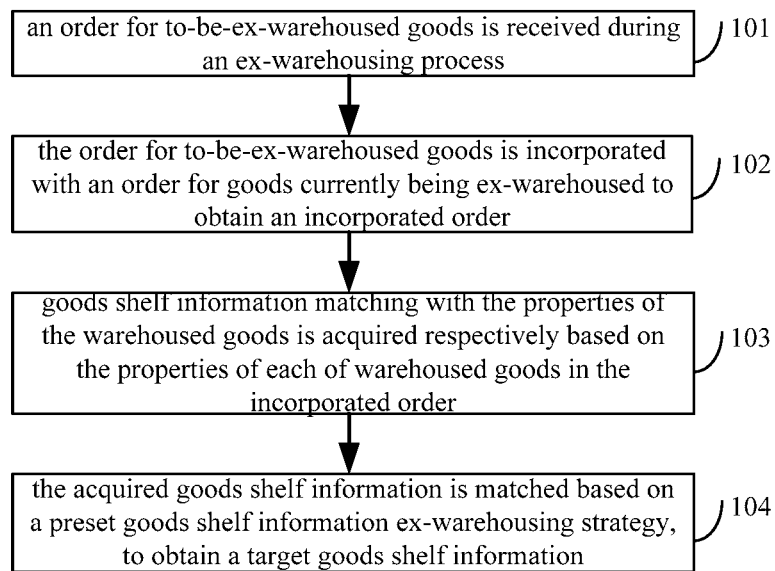 an order for to-be-ex-warehoused goods is received during
an ex-warehousing process
101
the order for to-be-ex-warehoused goods is incorporated
with an order for goods currently being ex-warehoused to
obtain an incorporated order
102
goods shelf information matching with the properties of
the warehoused goods is acquired respectively based on
the properties of each of warehoused goods in the
incorporated order
103
the acquired goods shelf information is matched based on
a preset goods shelf information ex-warehousing strategy,
to obtain a target goods shelf information
104